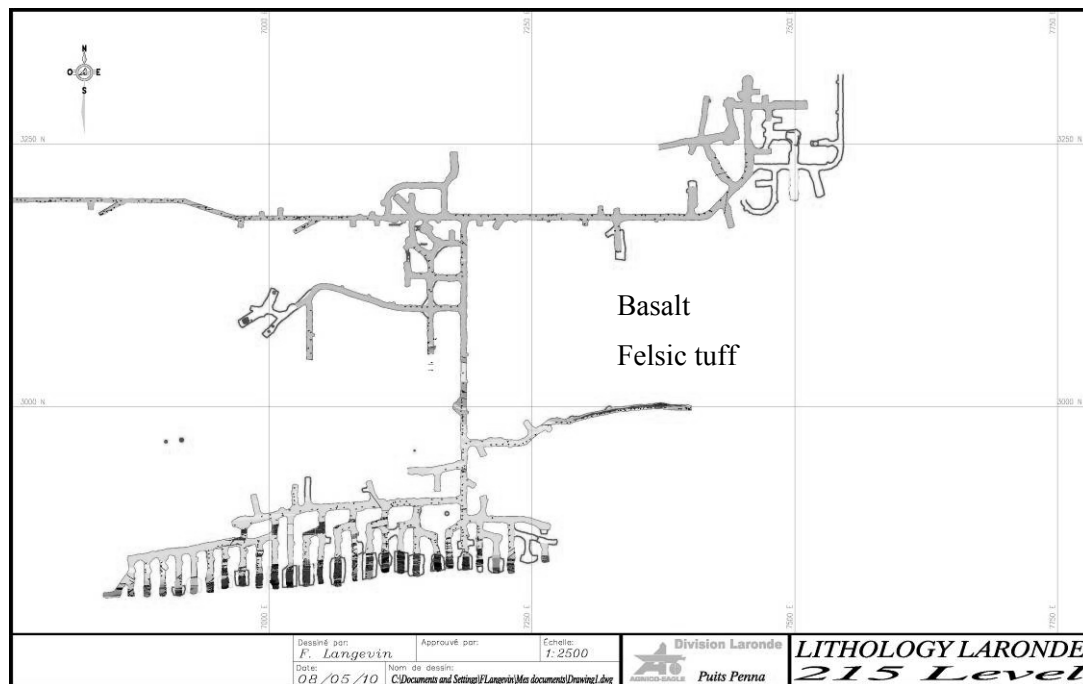 7000 E
7250 E
7500 E
7750 E
N
O E
S
3250 N
Basalt
Felsic tuff
3000 N
7000 E
7250 E
7500 E
7750 E
Dessiné par:
F. Langevin
Approuvé par:
Échelle:
1:2500
Date:
08/05/10
Nom de dessin:
C:\Documents and Settings\FLangevin\Mes documents\Drawing1.dwg
AGNICO-EAGLE
Division Laronde
Puits Penna
LITHOLOGY LARONDE
215 Level